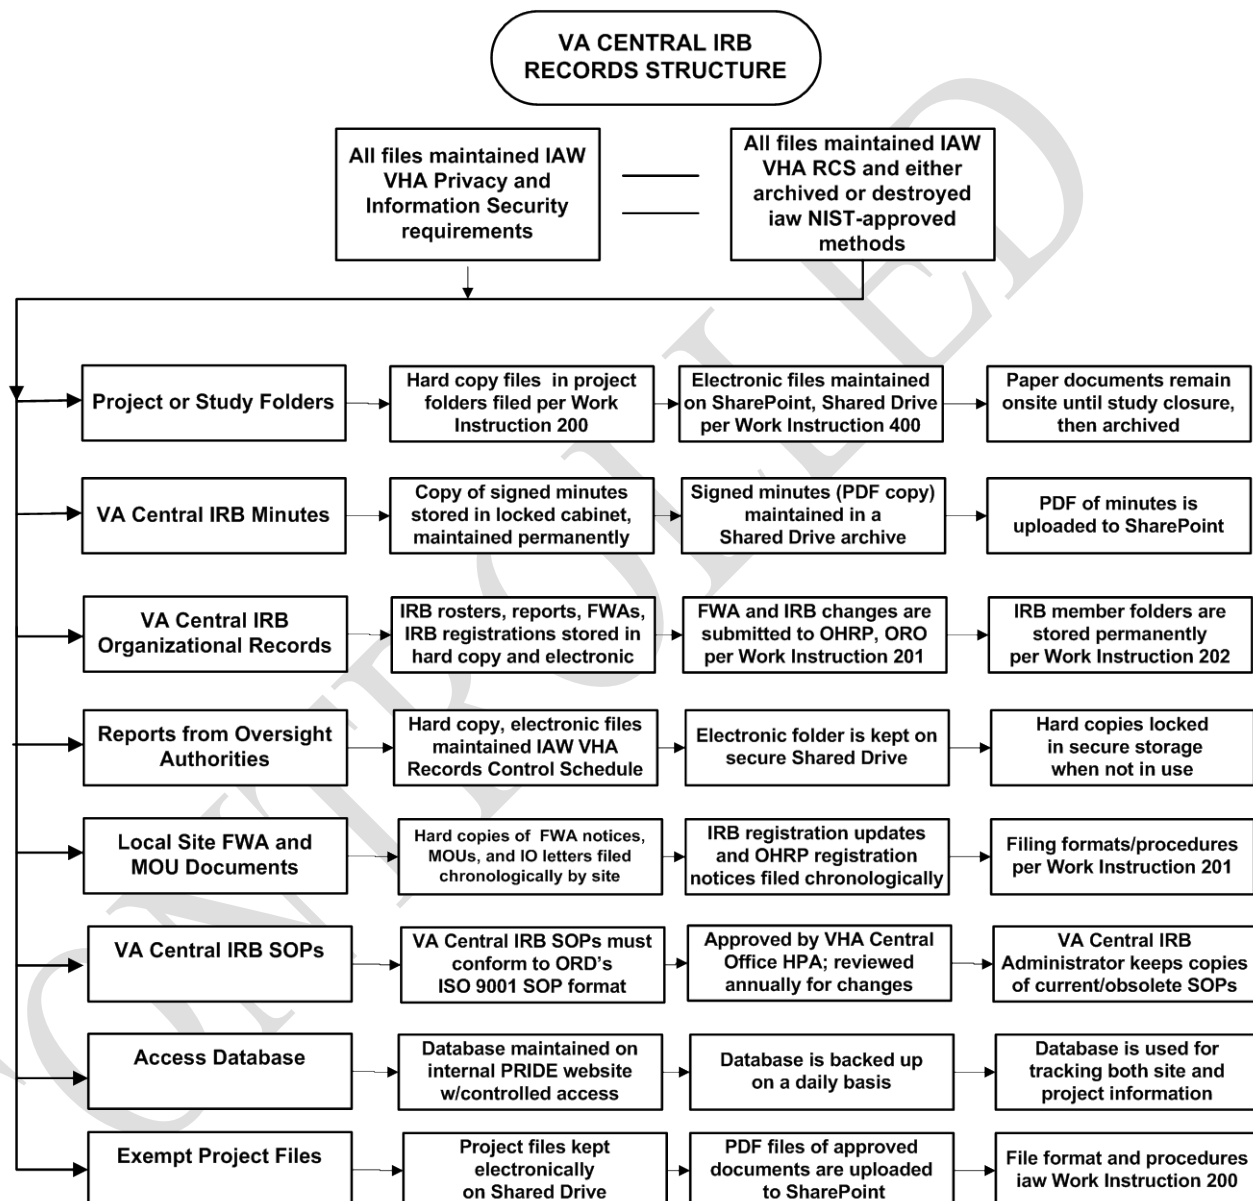 VA CENTRAL IRB
RECORDS STRUCTURE
All files maintained IAW
VHA Privacy and
Information Security
requirements
All files maintained IAW
VHA RCS and either
archived or destroyed
iaw NIST-approved
methods
Project or Study Folders
Hard copy files in project
folders filed per Work
Instruction 200
Electronic files maintained
on SharePoint, Shared Drive
per Work Instruction 400
Paper documents remain
onsite until study closure,
then archived
VA Central IRB Minutes
Copy of signed minutes
stored in locked cabinet,
maintained permanently
Signed minutes (PDF copy)
maintained in a
Shared Drive archive
PDF of minutes is
uploaded to SharePoint
VA Central IRB
Organizational Records
IRB rosters, reports, FWAs,
IRB registrations stored in
hard copy and electronic
FWA and IRB changes are
submitted to OHRP, ORO
per Work Instruction 201
IRB member folders are
stored permanently
per Work Instruction 202
Reports from Oversight
Authorities
Hard copy, electronic files
maintained IAW VHA
Records Control Schedule
Electronic folder is kept on
secure Shared Drive
Hard copies locked
in secure storage
when not in use
Local Site FWA and
MOU Documents
Hard copies of FWA notices,
MOUs, and IO letters filed
chronologically by site
IRB registration updates
and OHRP registration
notices filed chronologically
Filing formats/procedures
per Work Instruction 201
VA Central IRB SOPs
VA Central IRB SOPs must
conform to ORD's
ISO 9001 SOP format
Approved by VHA Central
Office HPA; reviewed
annually for changes
VA Central IRB
Administrator keeps copies
of current/obsolete SOPs
Access Database
Database maintained on
internal PRIDE website
w/controlled access
Database is backed up
on a daily basis
Database is used for
tracking both site and
project information
Exempt Project Files
Project files kept
electronically
on Shared Drive
PDF files of approved
documents are uploaded
to SharePoint
File format and procedures
iaw Work Instruction 200
CONTROLLED